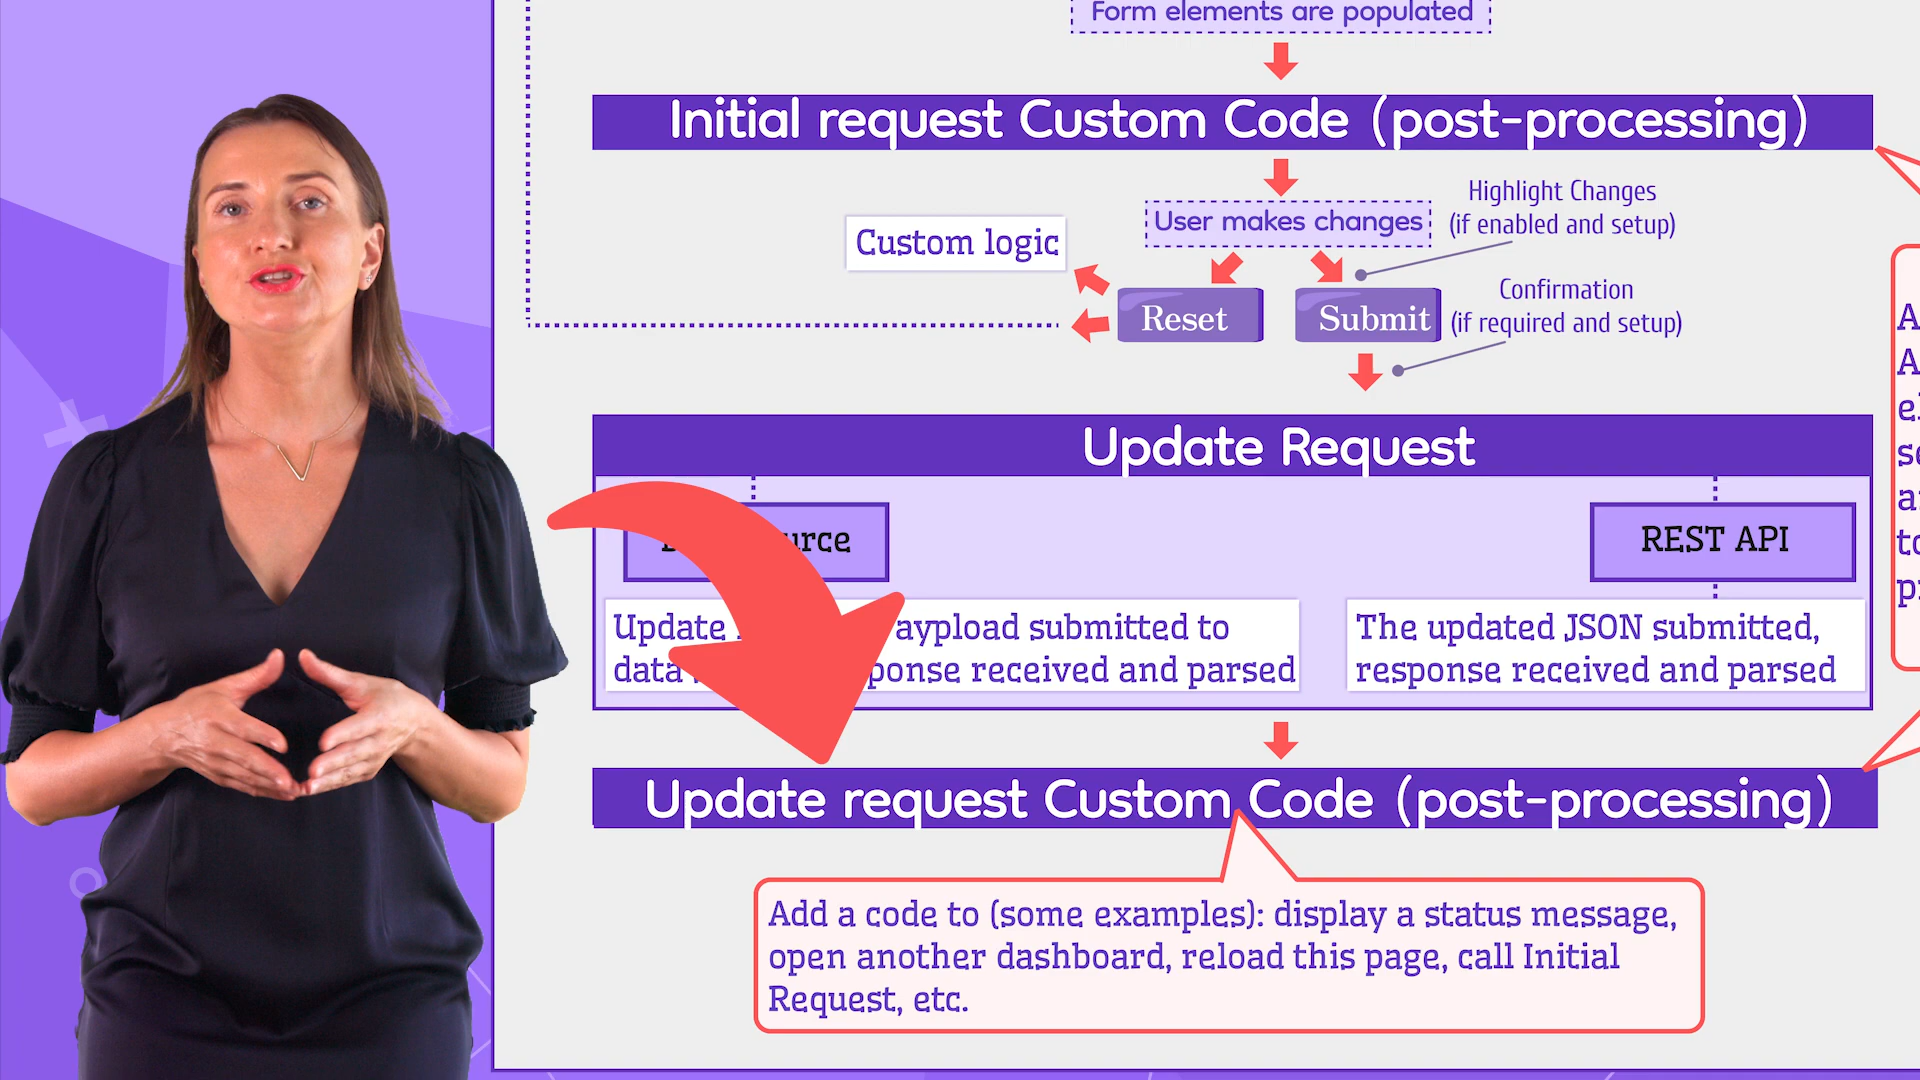 Form elements are populated
Initial request Custom Code (post-processing)
Highlight Changes
(if enabled and setup)
User makes changes
Custom logic
Confirmation
(if required and setup)
Reset
Submit
Update Request
REST API
Update aypload submitted to
data ponse received and parsed
The updated JSON submitted,
response received and parsed
Update request Custom Code (post-processing)
Add a code to (some examples): display a status message,
open another dashboard, reload this page, call Initial
Request, etc.